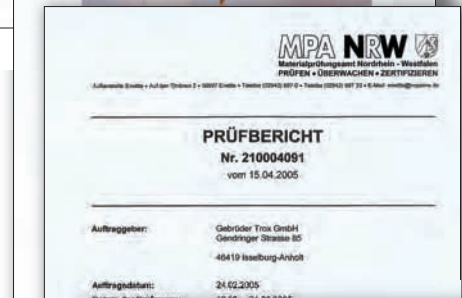 MPA NRW
Materialprüfungsamt Nordrhein - Westfalen
PRÜFEN • ÜBERWACHEN • ZERTIFIZIEREN
PRÜFBERICHT
Nr. 210004091
vom 15.04.2005
Auftraggeber:
Gebrüder Trox GmbH
Gendringer Strasse 85
46419 Isselburg-Anholt
Auftragsdatum:
24.02.2005